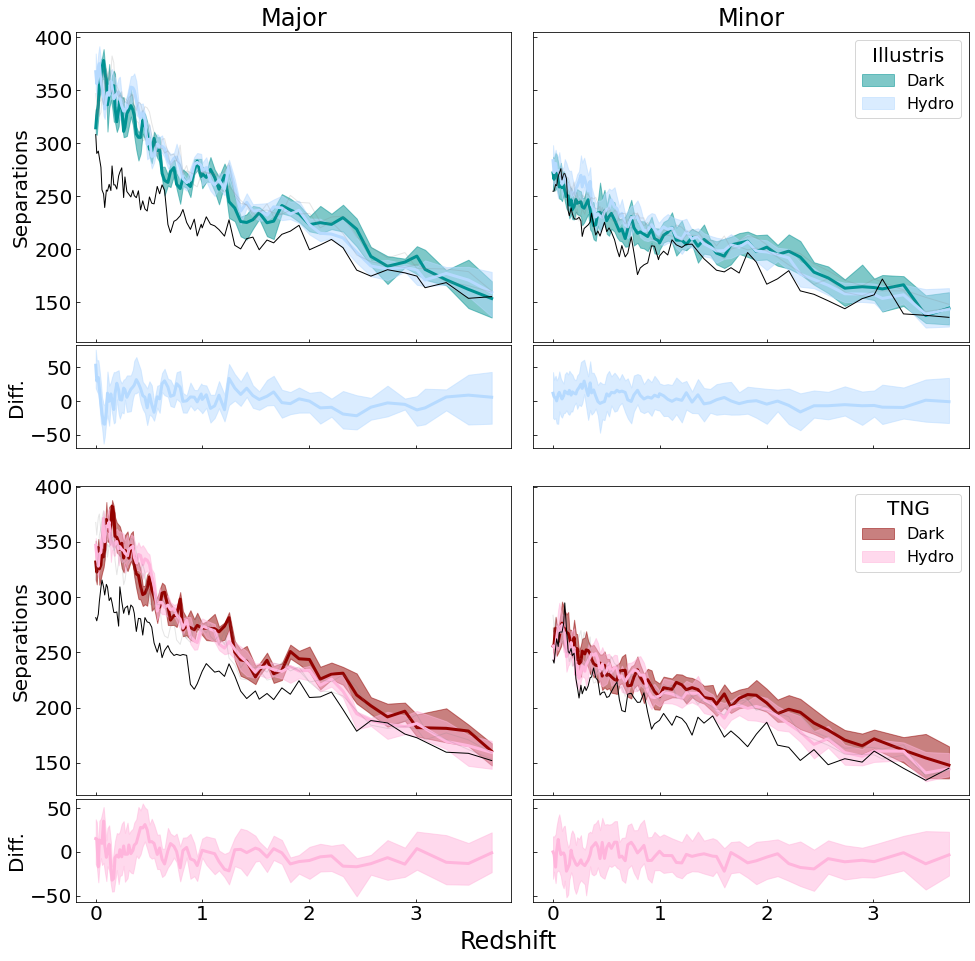 Major Minor
400
350
300
250
200
150
Separations
Illustris
Dark
Hydro
50
0
−50
Diff.
400
350
300
250
200
150
Separations
TNG
Dark
Hydro
50
0
−50
Diff.
0 1 2 3 0 1 2 3
Redshift